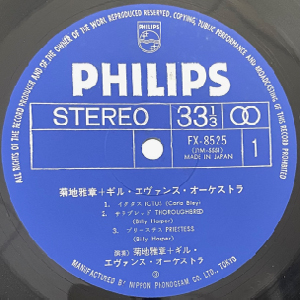 ALL RIGHTS OF THE RECORD PRODUCER AND OF THE OWNER OF THE WORK REPRODUCED RESERVED. COPYING, PUBLIC PERFORMANCE AND BROADCASTING OF THIS RECORD PROHIBITED
PHILIPS
STEREO 33 1/3
FX-8525
MADE IN JAPAN
1
菊地雅章+ギル・エヴァンス・オーケストラ
1. イクタス ICTUS (Carla Bley)
2. サラブレッド THOROUGHBRED
(Billy Harper)
3. プリーステス PRIESTESS
(Billy Harper)
演奏)菊地雅章+ギル・
エヴァンス・オーケストラ
MANUFACTURED BY NIPPON PHONOGRAM CO., LTD., TOKYO